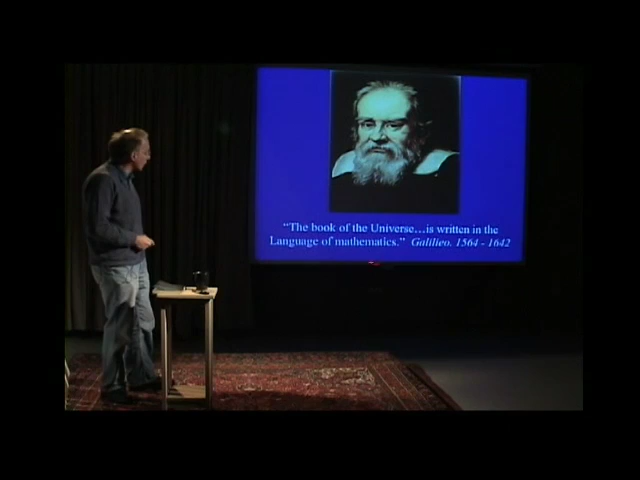 “The book of the Universe...is written in the
Language of mathematics.” Galilieo. 1564 - 1642